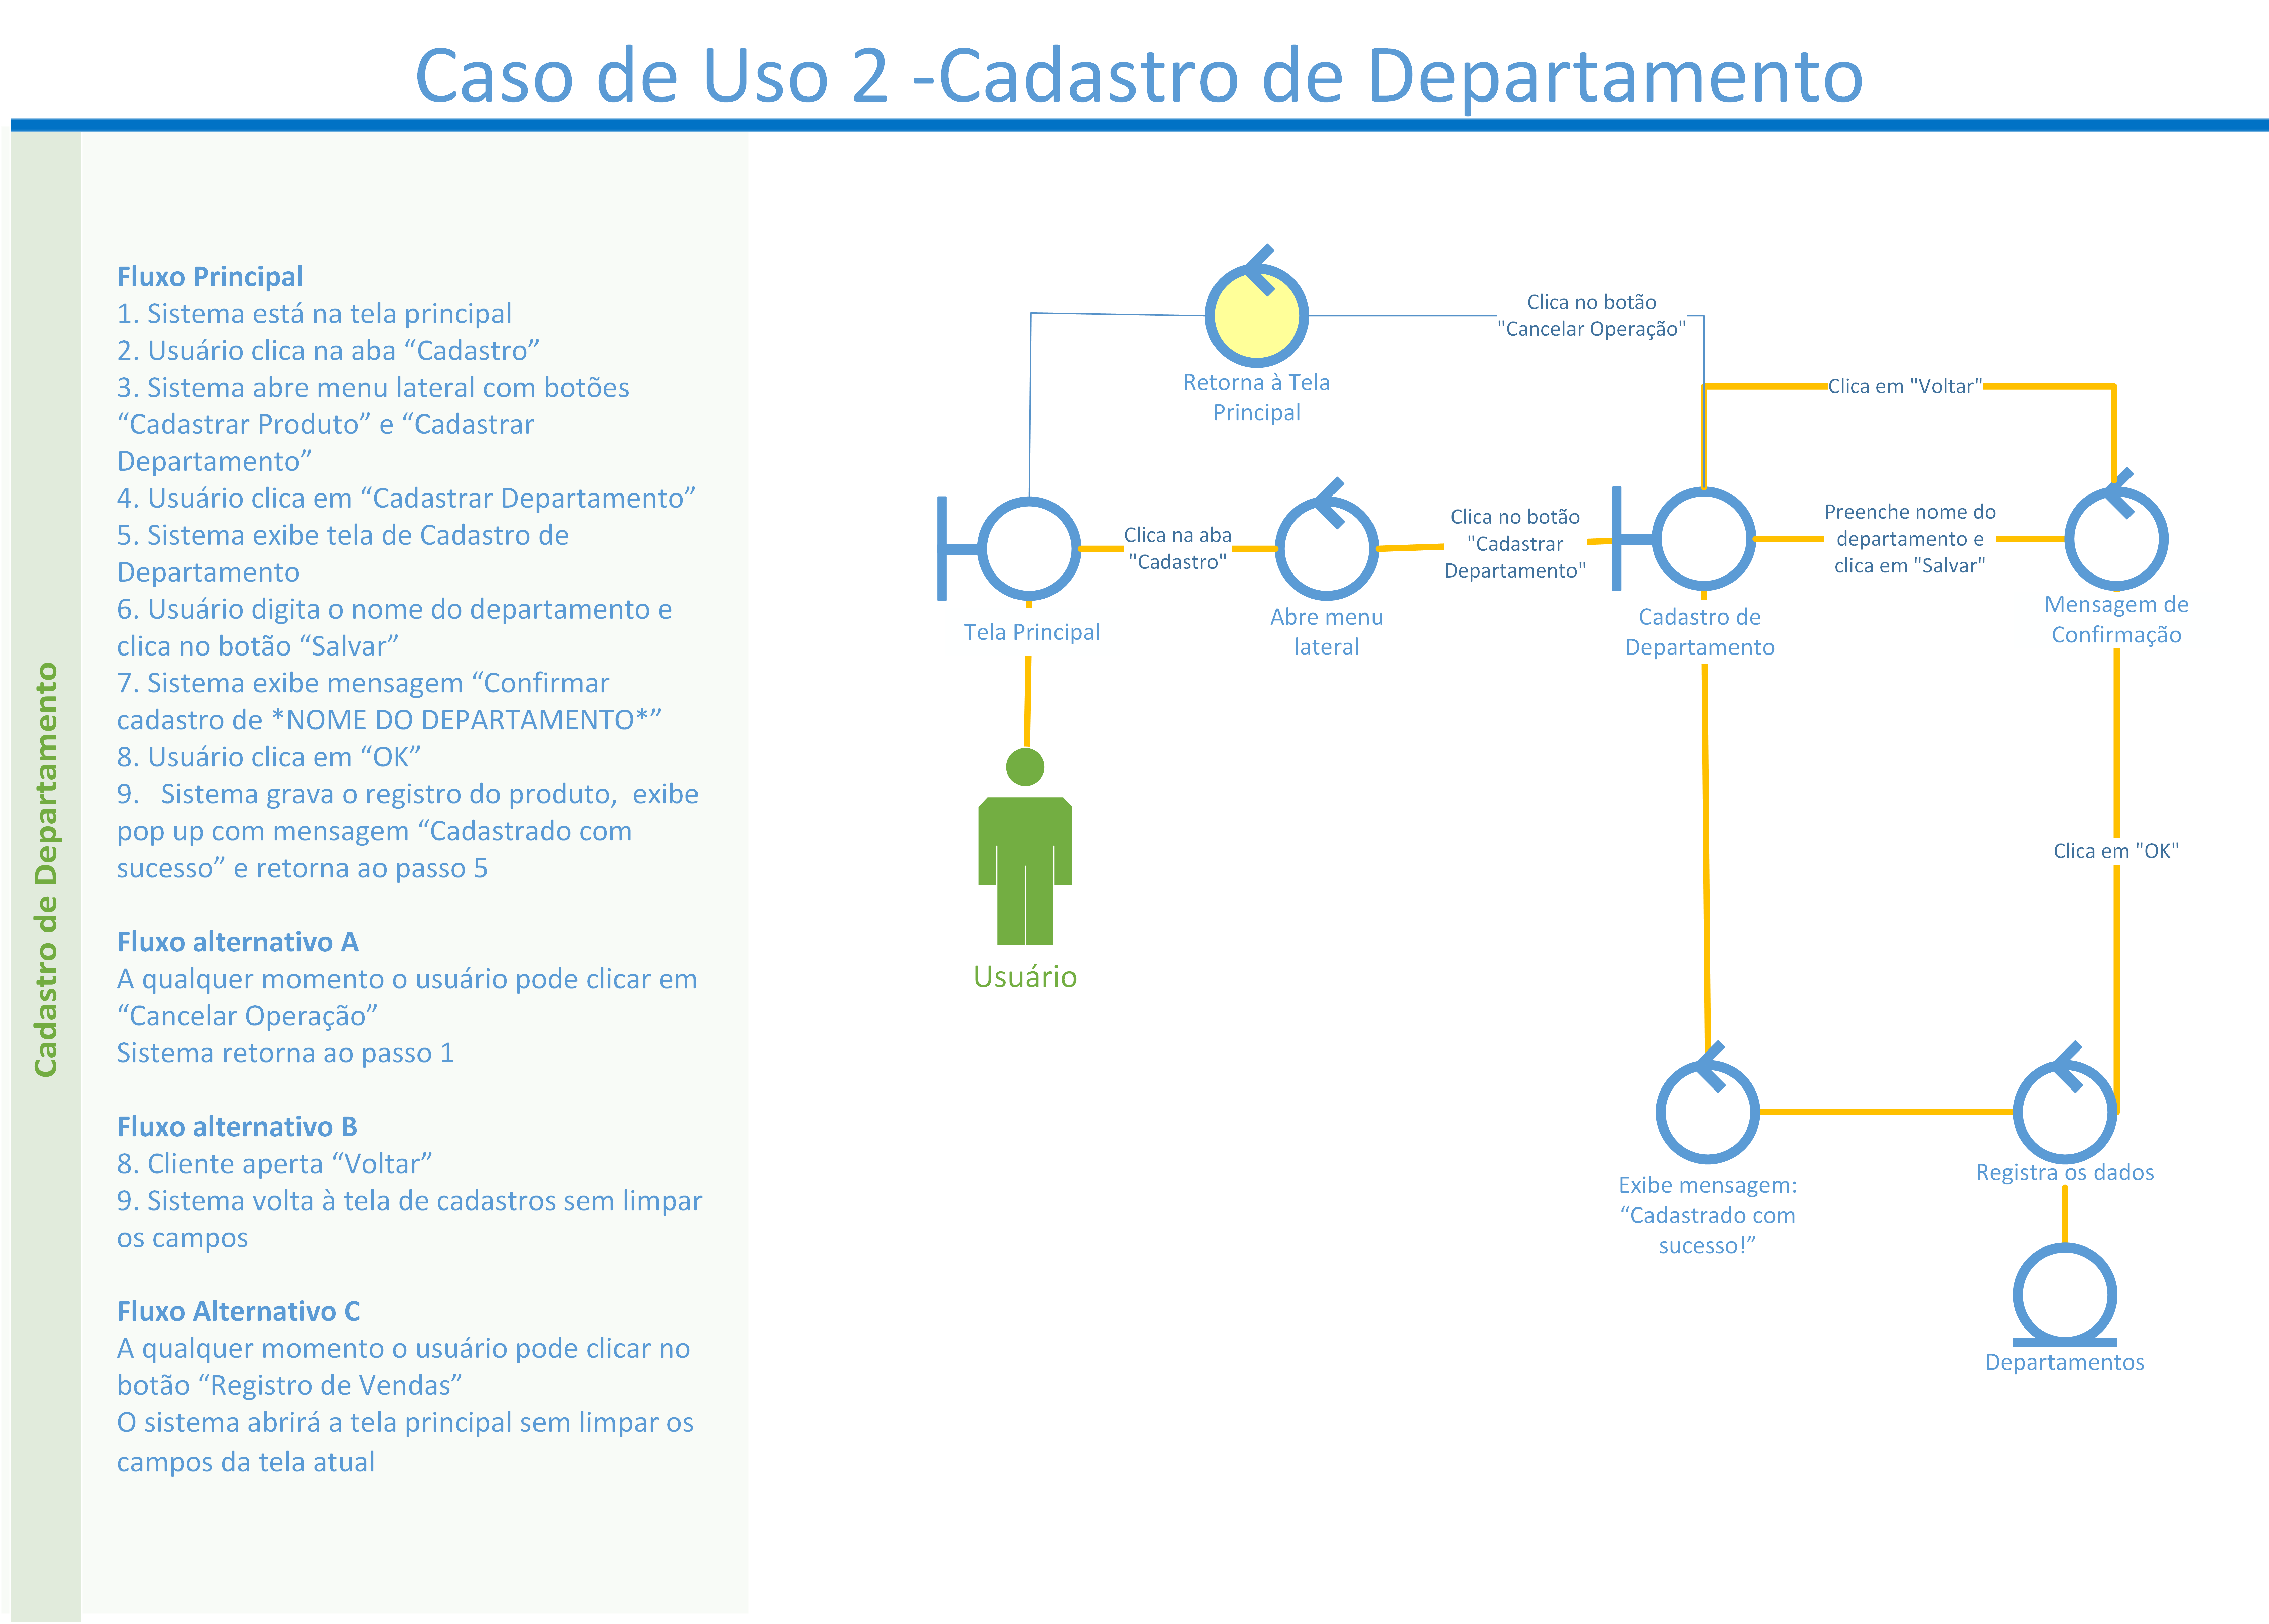 Caso de Uso 2 -Cadastro de Departamento
Cadastro de Departamento
Fluxo Principal
1. Sistema está na tela principal
2. Usuário clica na aba “Cadastro”
3. Sistema abre menu lateral com botões
“Cadastrar Produto” e “Cadastrar
Departamento”
4. Usuário clica em “Cadastrar Departamento”
5. Sistema exibe tela de Cadastro de
Departamento
6. Usuário digita o nome do departamento e
clica no botão “Salvar”
7. Sistema exibe mensagem “Confirmar
cadastro de *NOME DO DEPARTAMENTO*”
8. Usuário clica em “OK”
9.   Sistema grava o registro do produto,  exibe
pop up com mensagem “Cadastrado com
sucesso” e retorna ao passo 5
Fluxo alternativo A
A qualquer momento o usuário pode clicar em
“Cancelar Operação”
Sistema retorna ao passo 1
Fluxo alternativo B
8. Cliente aperta “Voltar”
9. Sistema volta à tela de cadastros sem limpar
os campos
Fluxo Alternativo C
A qualquer momento o usuário pode clicar no
botão “Registro de Vendas”
O sistema abrirá a tela principal sem limpar os
campos da tela atual
Retorna à Tela
Principal
Clica no botão
"Cancelar Operação"
Clica em "Voltar"
Tela Principal
Clica na aba
"Cadastro"
Abre menu
lateral
Clica no botão
"Cadastrar
Departamento"
Cadastro de
Departamento
Preenche nome do
departamento e
clica em "Salvar"
Mensagem de
Confirmação
Usuário
Clica em "OK"
Exibe mensagem:
“Cadastrado com
sucesso!”
Registra os dados
Departamentos